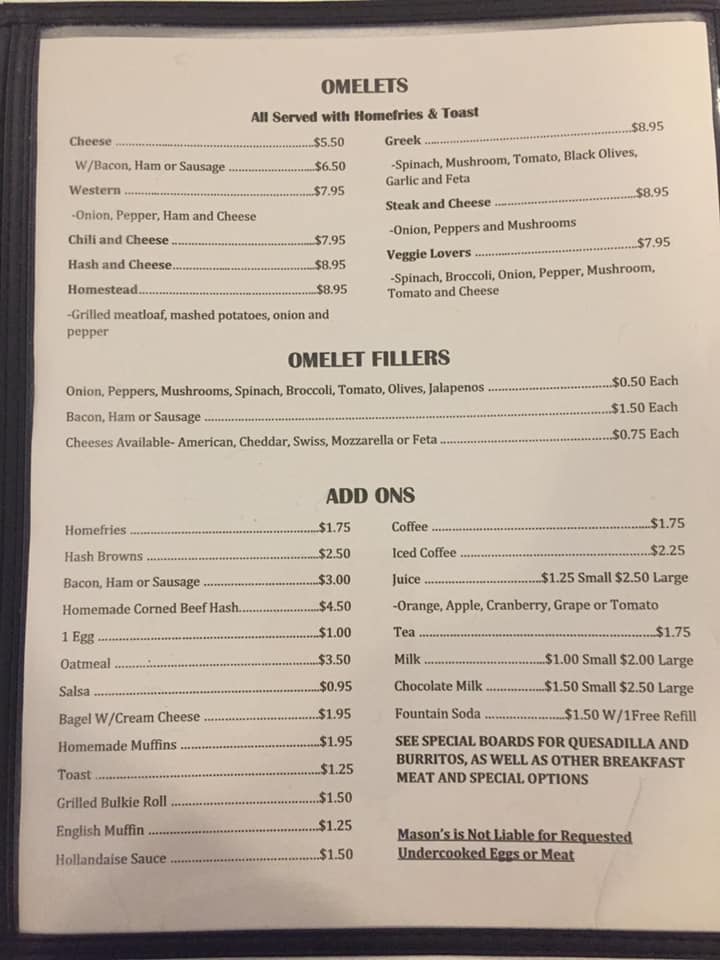 OMELETS
All Served with Homefries & Toast
Cheese ........................................................$5.50
W/Bacon, Ham or Sausage ........................$6.50
Western ......................................................$7.95
-Onion, Pepper, Ham and Cheese
Chili and Cheese ........................................$7.95
Hash and Cheese........................................$8.95
Homestead..................................................$8.95
-Grilled meatloaf, mashed potatoes, onion and
pepper
Greek ..........................................................$8.95
-Spinach, Mushroom, Tomato, Black Olives,
Garlic and Feta
Steak and Cheese ........................................$8.95
-Onion, Peppers and Mushrooms
Veggie Lovers ..............................................$7.95
-Spinach, Broccoli, Onion, Pepper, Mushroom,
Tomato and Cheese
OMELET FILLERS
Onion, Peppers, Mushrooms, Spinach, Broccoli, Tomato, Olives, Jalapenos ..................................$0.50 Each
Bacon, Ham or Sausage ..................................................................................................$1.50 Each
Cheeses Available- American, Cheddar, Swiss, Mozzarella or Feta ..............................................$0.75 Each
ADD ONS
Homefries ....................................................$1.75
Hash Browns ................................................$2.50
Bacon, Ham or Sausage ................................$3.00
Homemade Corned Beef Hash......................$4.50
1 Egg ............................................................$1.00
Oatmeal ........................................................$3.50
Salsa ..............................................................$0.95
Bagel W/Cream Cheese ................................$1.95
Homemade Muffins ......................................$1.95
Toast ..............................................................$1.25
Grilled Bulkie Roll ........................................$1.50
English Muffin ..............................................$1.25
Hollandaise Sauce ........................................$1.50
Coffee ............................................................$1.75
Iced Coffee ....................................................$2.25
Juice ................................$1.25 Small $2.50 Large
-Orange, Apple, Cranberry, Grape or Tomato
Tea ..................................................................$1.75
Milk ..................................$1.00 Small $2.00 Large
Chocolate Milk ................$1.50 Small $2.50 Large
Fountain Soda ......................$1.50 W/1Free Refill
SEE SPECIAL BOARDS FOR QUESADILLA AND
BURRITOS, AS WELL AS OTHER BREAKFAST
MEAT AND SPECIAL OPTIONS
Mason's is Not Liable for Requested
Undercooked Eggs or Meat